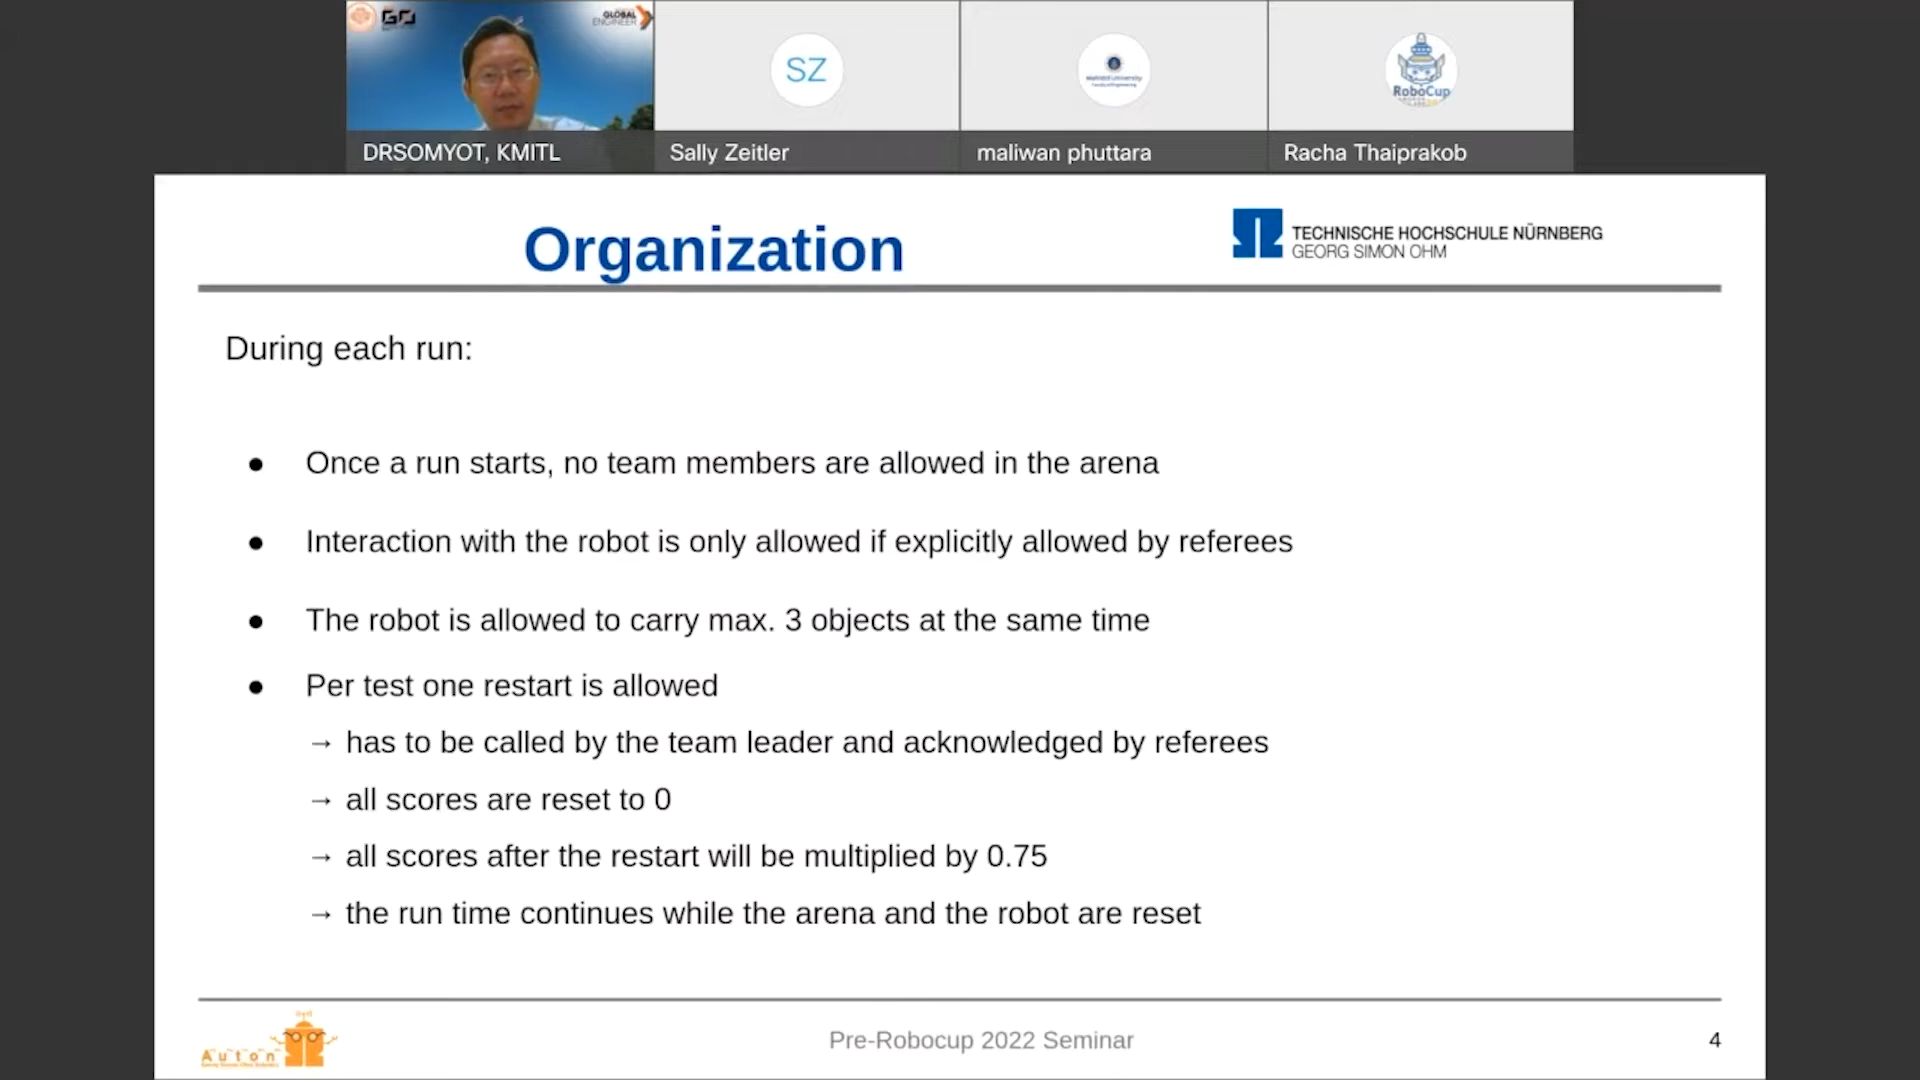 GLOBAL
ENGINEER
SZ
Mahidol University
RoboCup
DRSOMYOT, KMITL
Sally Zeitler
maliwan phuttara
Racha Thaiprakob
Organization
TECHNISCHE HOCHSCHULE NÜRNBERG
GEORG SIMON OHM
During each run:
● Once a run starts, no team members are allowed in the arena
● Interaction with the robot is only allowed if explicitly allowed by referees
● The robot is allowed to carry max. 3 objects at the same time
● Per test one restart is allowed
→ has to be called by the team leader and acknowledged by referees
→ all scores are reset to 0
→ all scores after the restart will be multiplied by 0.75
→ the run time continues while the arena and the robot are reset
Auton
Pre-Robocup 2022 Seminar
4